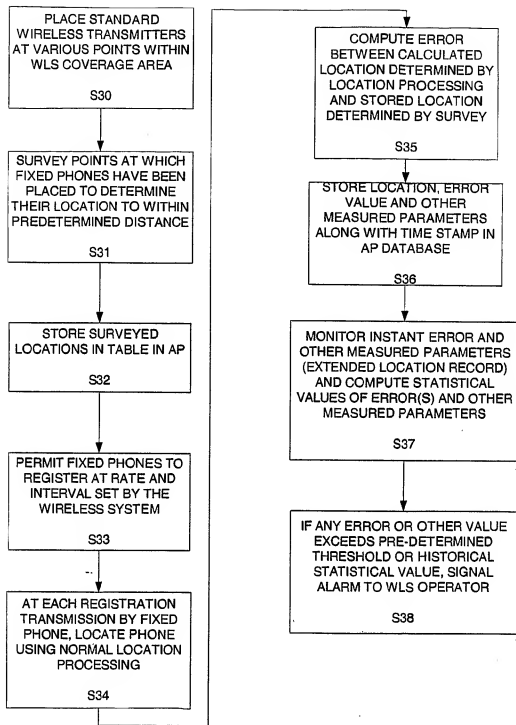 PLACE STANDARD
WIRELESS TRANSMITTERS
AT VARIOUS POINTS WITHIN
WLS COVERAGE AREA
S30
SURVEY POINTS AT WHICH
FIXED PHONES HAVE BEEN
PLACED TO DETERMINE
THEIR LOCATION TO WITHIN
PREDETERMINED DISTANCE
S31
STORE SURVEYED
LOCATIONS IN TABLE IN AP
S32
PERMIT FIXED PHONES TO
REGISTER AT RATE AND
INTERVAL SET BY THE
WIRELESS SYSTEM
S33
AT EACH REGISTRATION
TRANSMISSION BY FIXED
PHONE, LOCATE PHONE
USING NORMAL LOCATION
PROCESSING
S34
COMPUTE ERROR
BETWEEN CALCULATED
LOCATION DETERMINED BY
LOCATION PROCESSING
AND STORED LOCATION
DETERMINED BY SURVEY
S35
STORE LOCATION, ERROR
VALUE AND OTHER
MEASURED PARAMETERS
ALONG WITH TIME STAMP IN
AP DATABASE
S36
MONITOR INSTANT ERROR AND
OTHER MEASURED PARAMETERS
(EXTENDED LOCATION RECORD)
AND COMPUTE STATISTICAL
VALUES OF ERROR(S) AND OTHER
MEASURED PARAMETERS
S37
IF ANY ERROR OR OTHER VALUE
EXCEEDS PRE-DETERMINED
THRESHOLD OR HISTORICAL
STATISTICAL VALUE, SIGNAL
ALARM TO WLS OPERATOR
S38